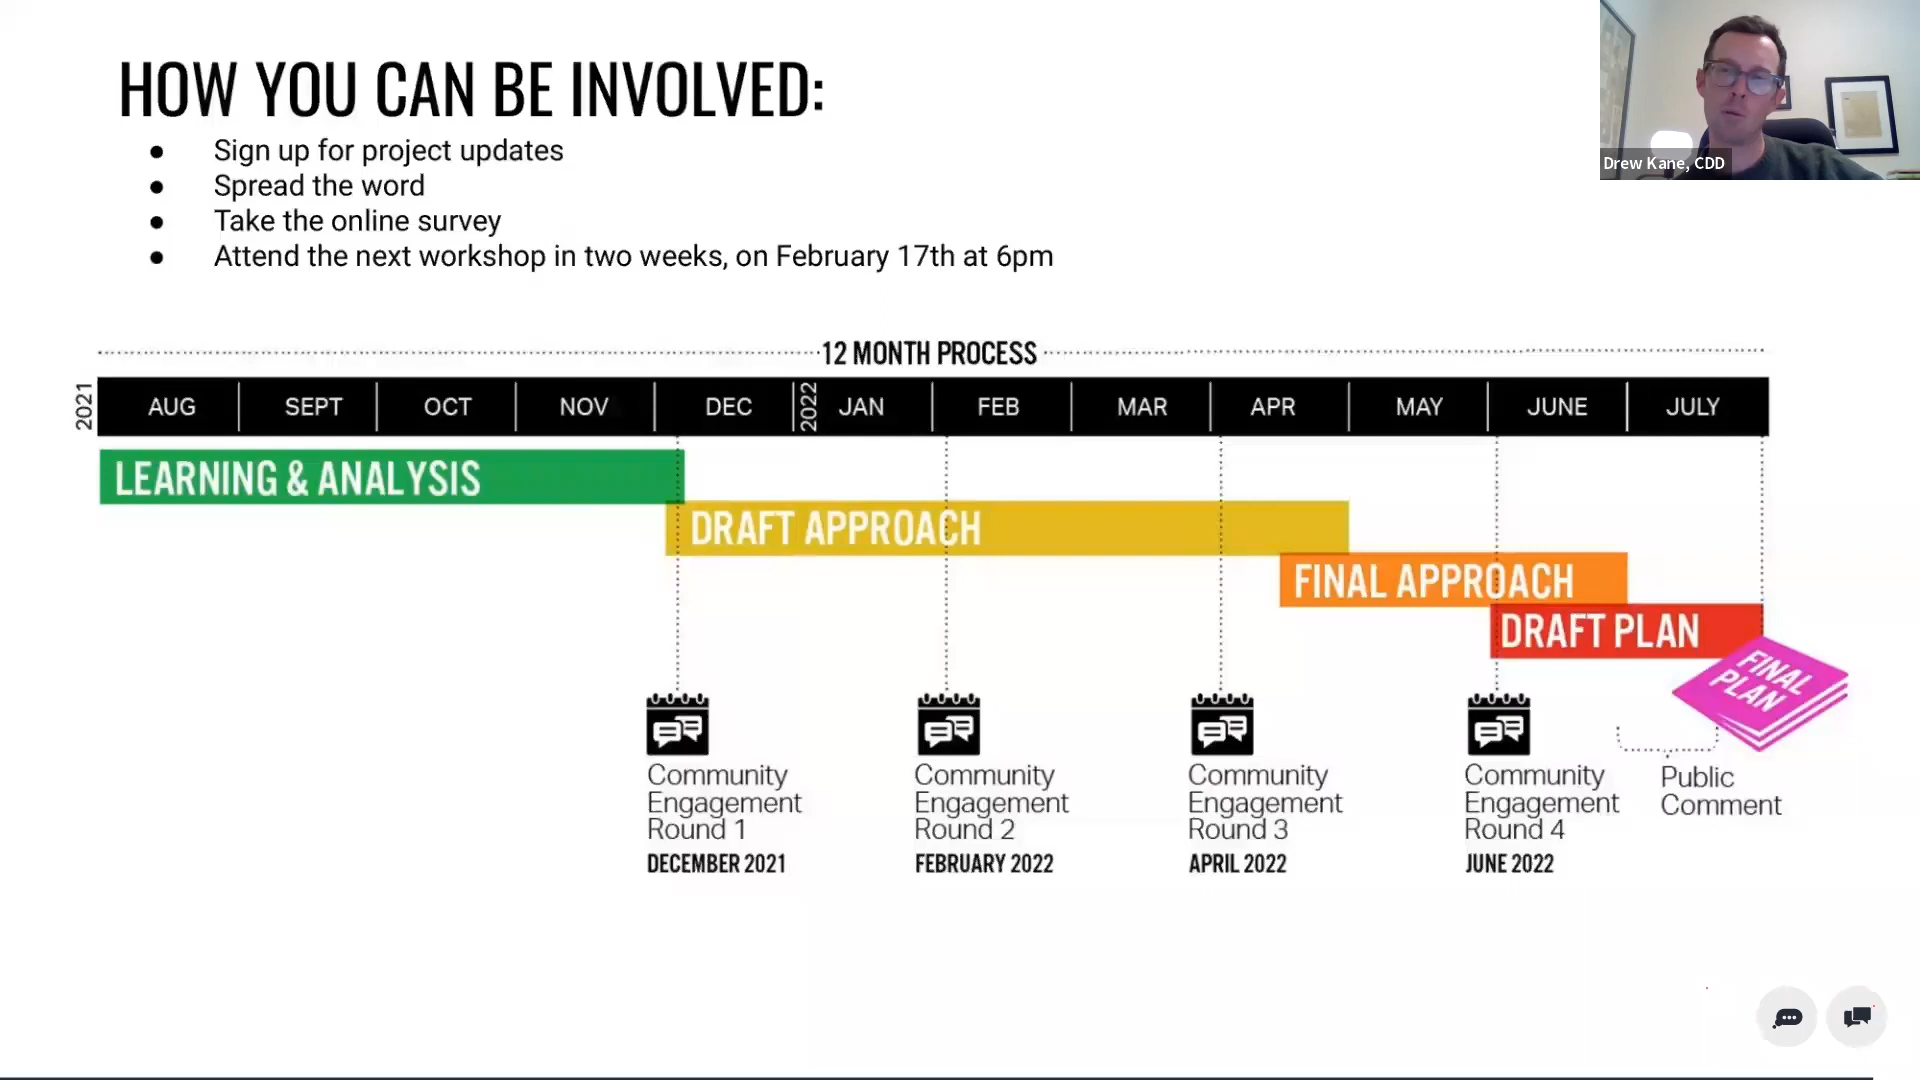 HOW YOU CAN BE INVOLVED:
● Sign up for project updates
● Spread the word
● Take the online survey
● Attend the next workshop in two weeks, on February 17th at 6pm
Drew Kane, CDD
12 MONTH PROCESS
2021 AUG SEPT OCT NOV DEC 2022 JAN FEB MAR APR MAY JUNE JULY
LEARNING & ANALYSIS
DRAFT APPROACH
FINAL APPROACH
DRAFT PLAN
FINAL
PLAN
Community
Engagement
Round 1
DECEMBER 2021
Community
Engagement
Round 2
FEBRUARY 2022
Community
Engagement
Round 3
APRIL 2022
Community
Engagement
Round 4
JUNE 2022
Public
Comment